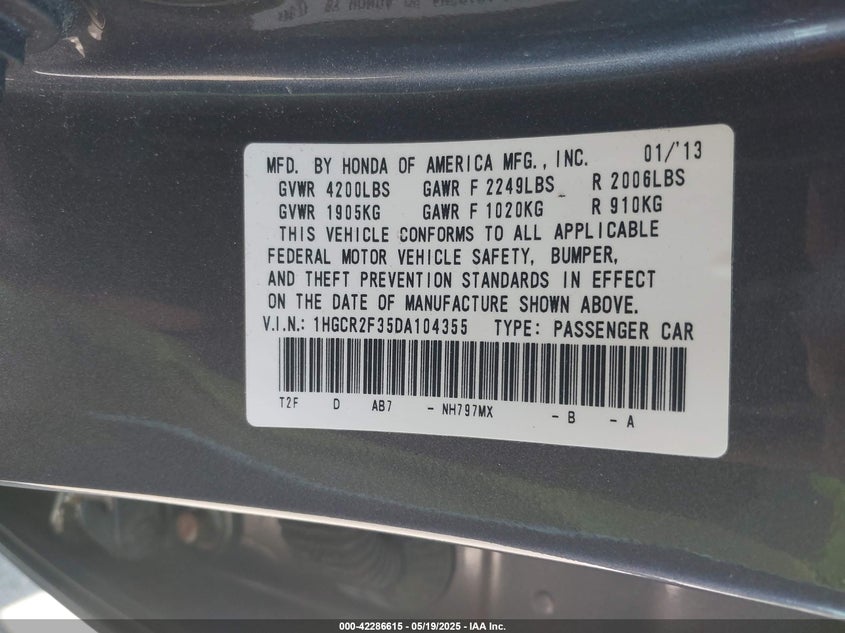 MFD. BY HONDA OF AMERICA MFG., INC. 01/'13
GVWR 4200LBS GAWR F 2249LBS R 2006LBS
GVWR 1905KG GAWR F 1020KG R 910KG
THIS VEHICLE CONFORMS TO ALL APPLICABLE
FEDERAL MOTOR VEHICLE SAFETY, BUMPER,
AND THEFT PREVENTION STANDARDS IN EFFECT
ON THE DATE OF MANUFACTURE SHOWN ABOVE.
V.I.N.: 1HGCR2F35DA104355 TYPE: PASSENGER CAR
T2F D AB7 - NH797MX - B - A
000-42286615 - 05/19/2025 - IAA Inc.